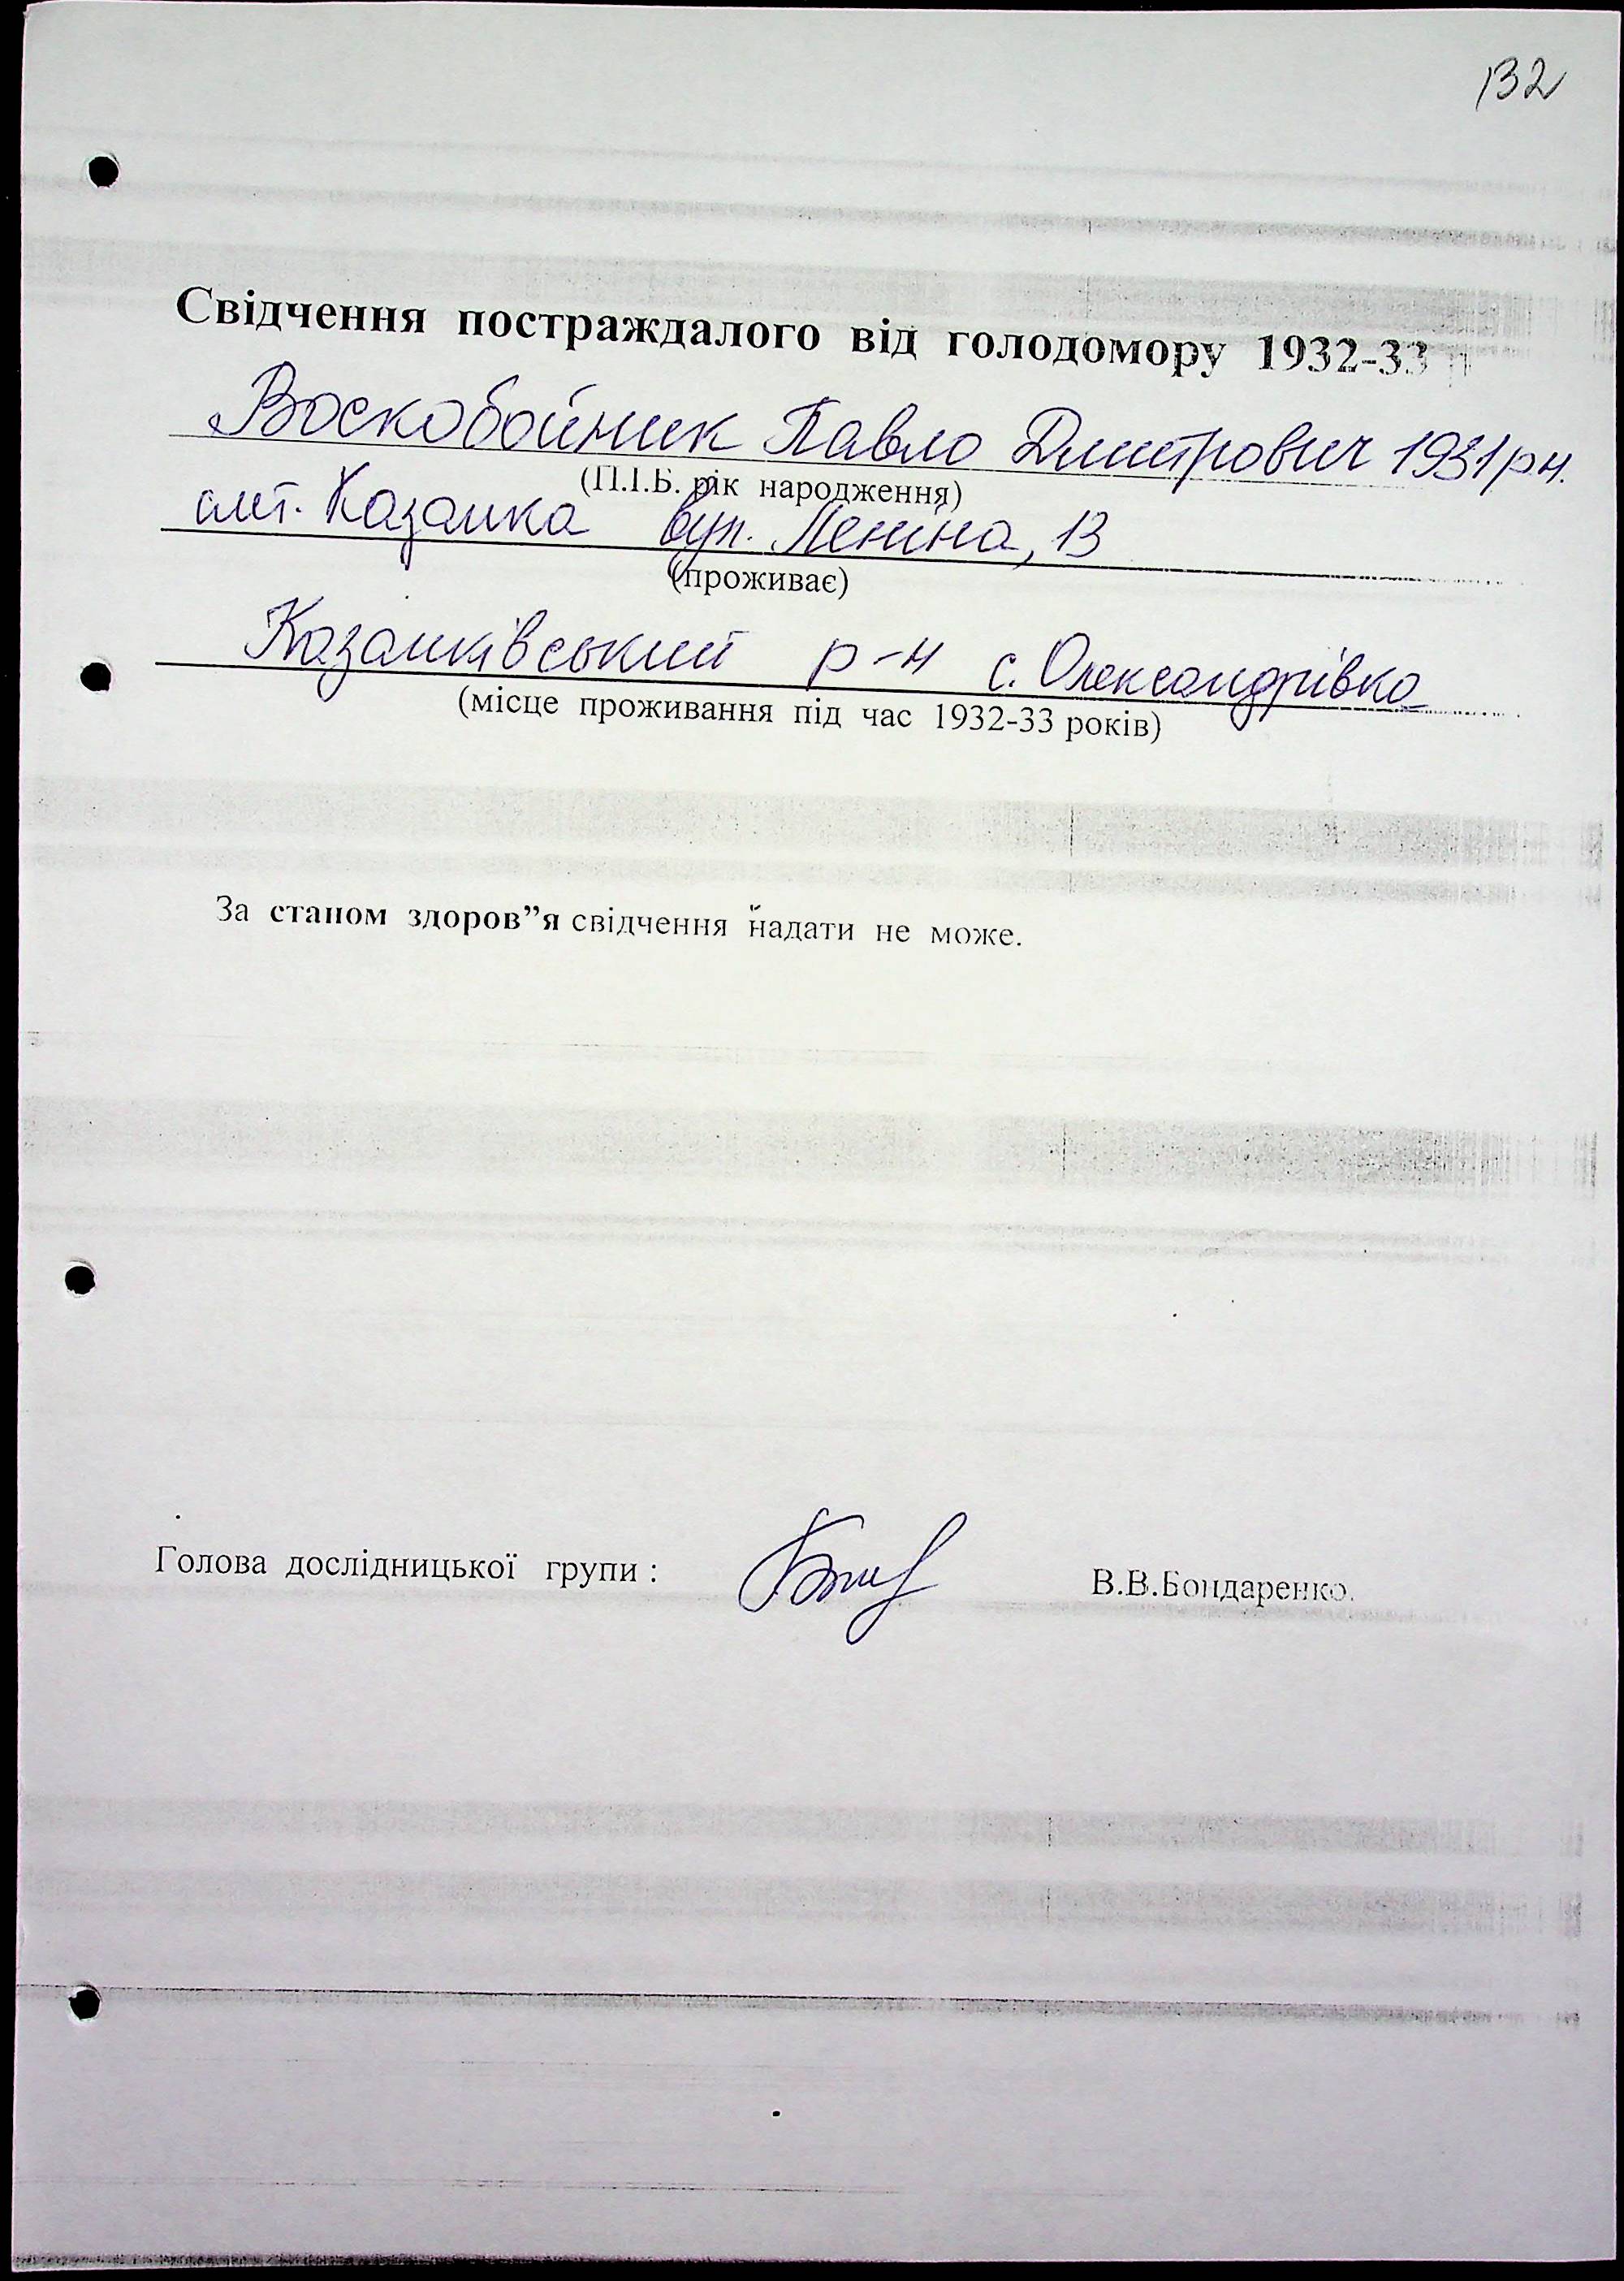 132
Свідчення постраждалого від голодомору 1932-33
Воскобойник Павло Дмитрович 1931 р н.
(П.І.Б. рік народження)
смт. Казанка вул. Леніна, 13
(проживає)
Казанківський р-н с. Олександрівка
(місце проживання під час 1932-33 років)
За станом здоров"я свідчення надати не може.
Голова дослідницької групи : В.В.Бондаренко.